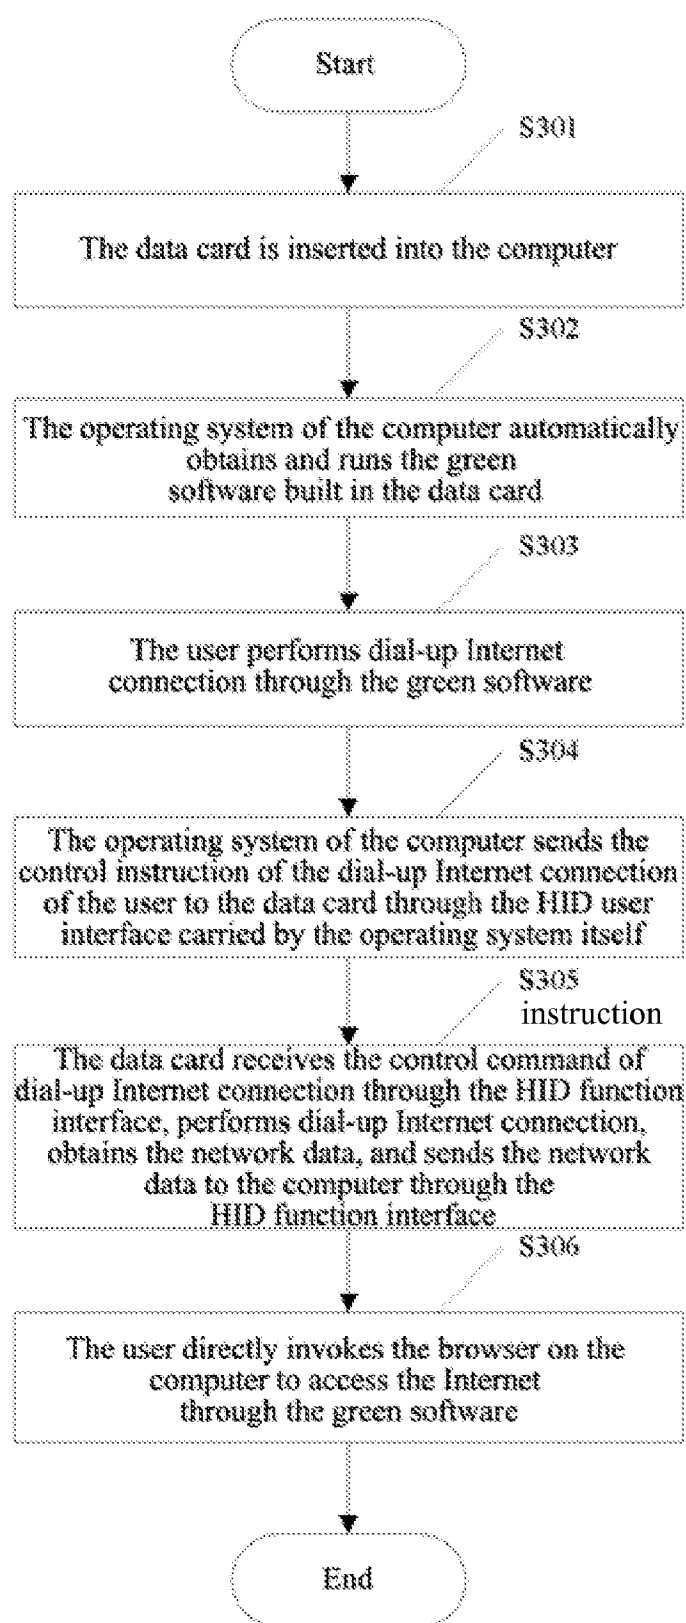 Start
S301
The data card is inserted into the computer
S302
The operating system of the computer automatically
obtains and runs the green
software built in the data card
S303
The user performs dial-up Internet
connection through the green software
S304
The operating system of the computer sends the
control instruction of the dial-up Internet connection
of the user to the data card through the HID user
interface carried by the operating system itself
S305
instruction
The data card receives the control command of
dial-up Internet connection through the HID function
interface, performs dial-up Internet connection,
obtains the network data, and sends the network
data to the computer through the
HID function interface
S306
The user directly invokes the browser on the
computer to access the Internet
through the green software
End